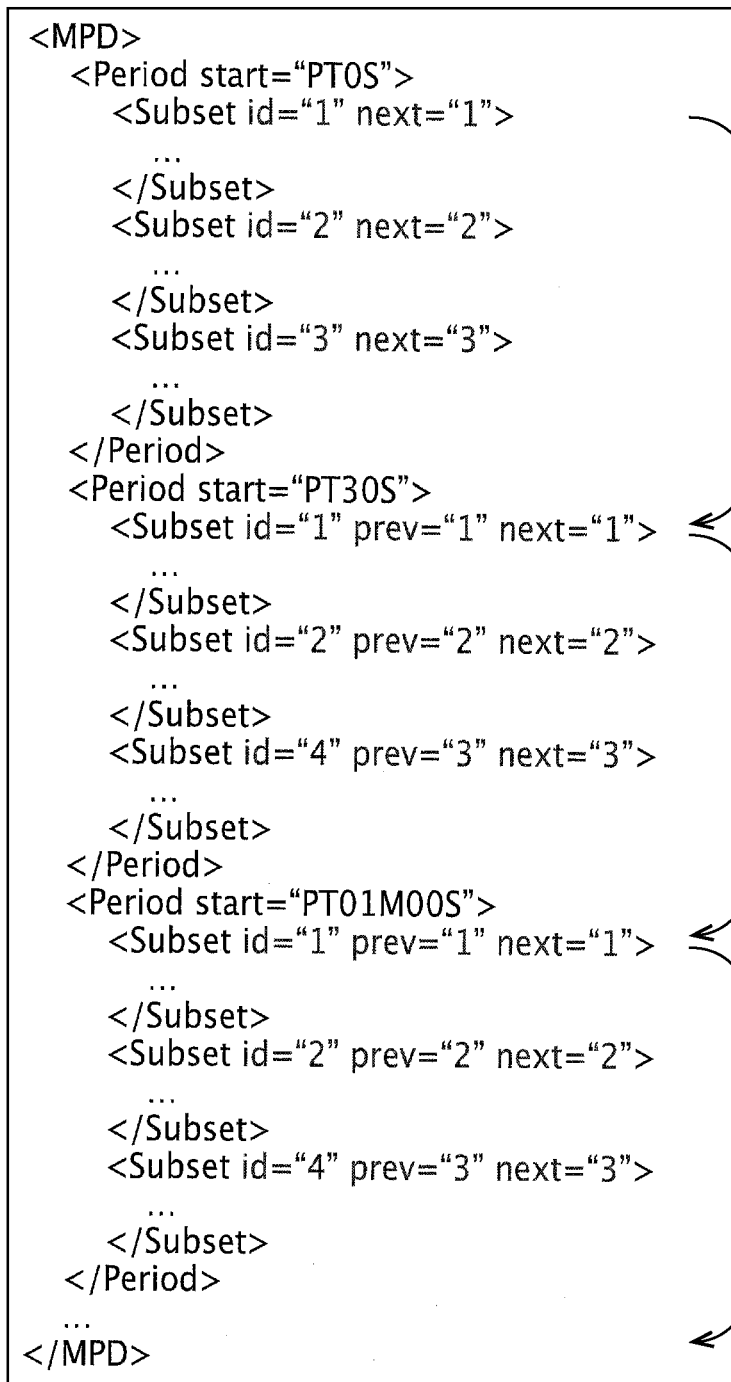 <MPD>
<Period start=“PT0S”>
<Subset id=“1” next=“1”>
...
</Subset>
<Subset id=“2” next=“2”>
...
</Subset>
<Subset id=“3” next=“3”>
...
</Subset>
</Period>
<Period start=“PT30S”>
<Subset id=“1” prev=“1” next=“1”>
...
</Subset>
<Subset id=“2” prev=“2” next=“2”>
...
</Subset>
<Subset id=“4” prev=“3” next=“3”>
...
</Subset>
</Period>
<Period start=“PT01M00S”>
<Subset id=“1” prev=“1” next=“1”>
...
</Subset>
<Subset id=“2” prev=“2” next=“2”>
...
</Subset>
<Subset id=“4” prev=“3” next=“3”>
...
</Subset>
</Period>
...
</MPD>